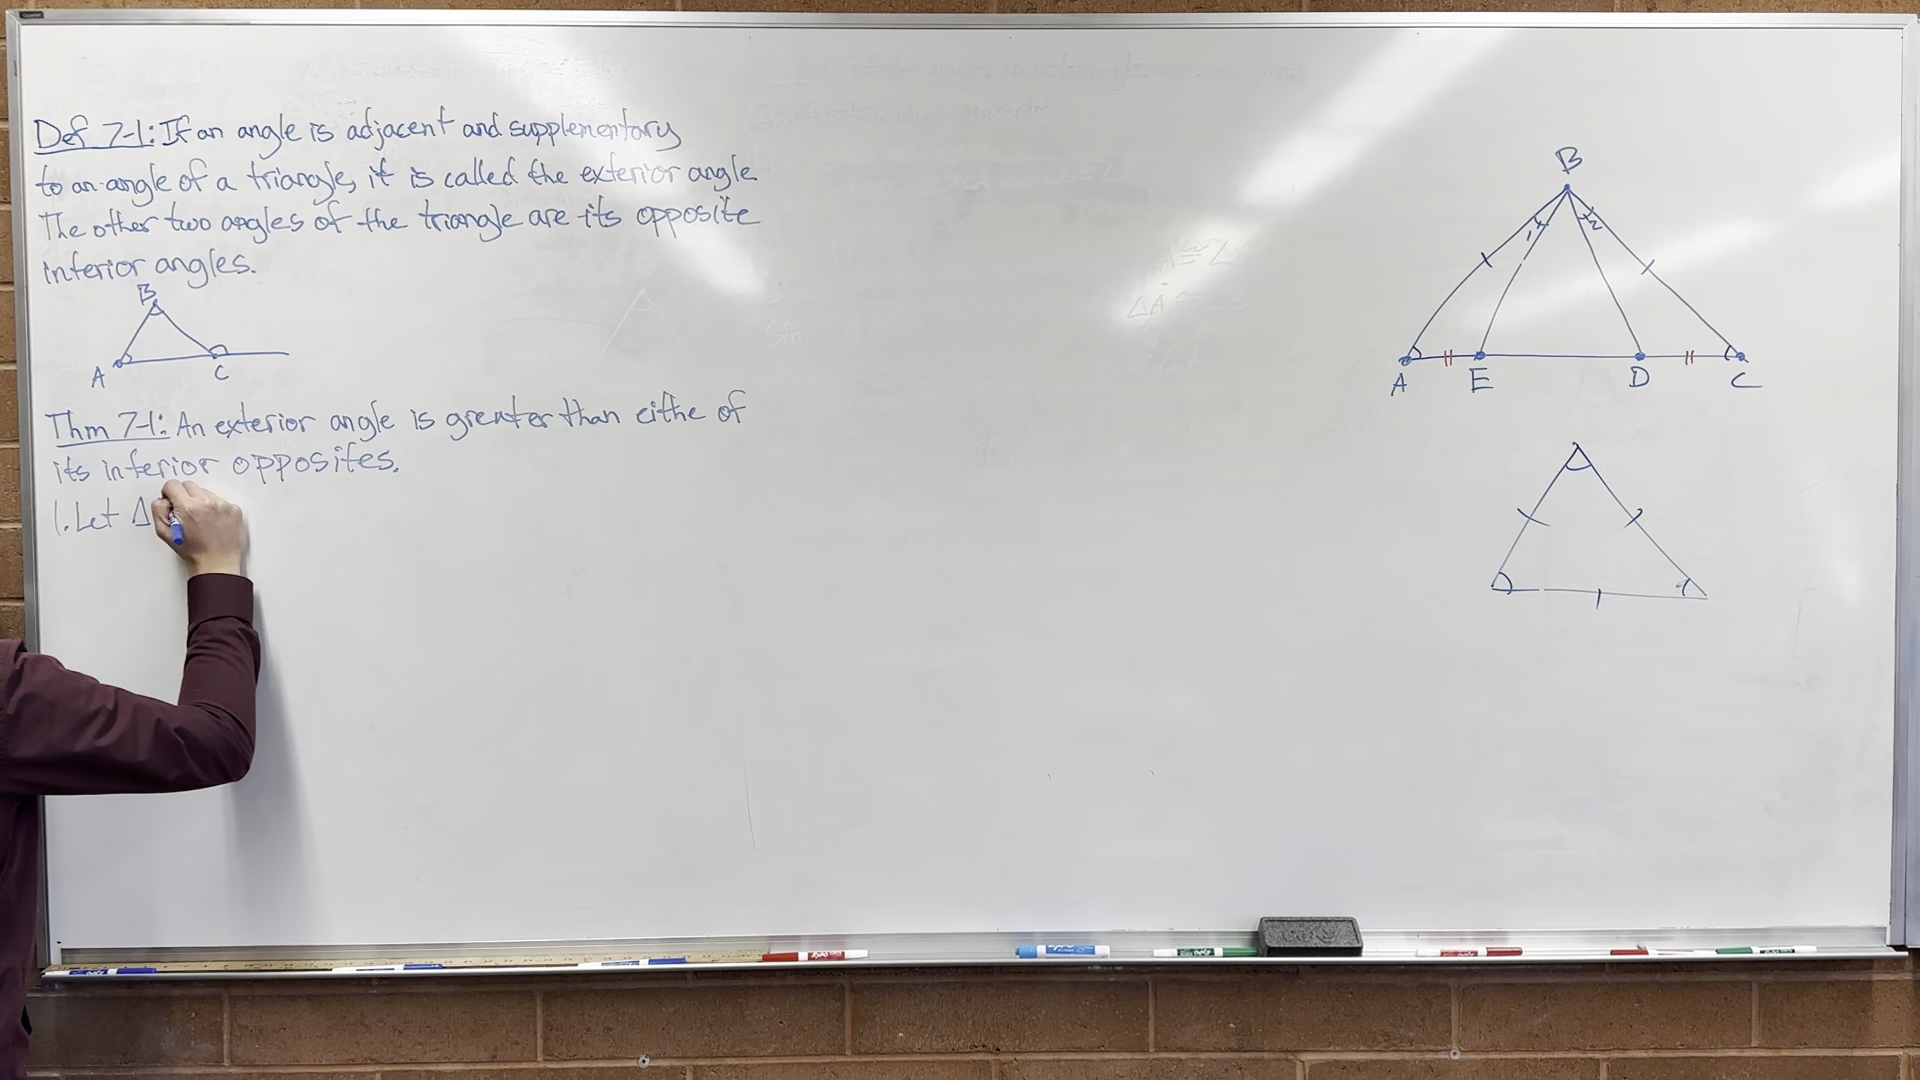 Def 7-1: If an angle is adjacent and supplementary
to an angle of a triangle, it is called the exterior angle.
The other two angles of the triangle are its opposite
interior angles.
B
A
C
Thm 7-1: An exterior angle is greater than eithe of
its interior opposites.
1. Let Δ
B
1
2
A
E
D
C